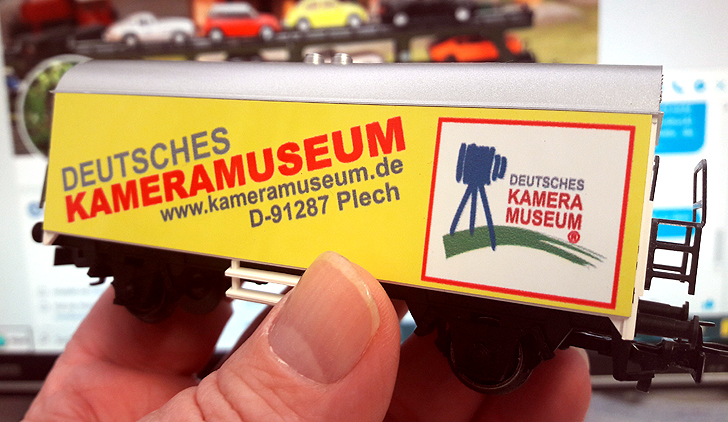 DEUTSCHES
KAMERAMUSEUM
www.kameramuseum.de
D-91287 Plech
DEUTSCHES
KAMERA
MUSEUM
®